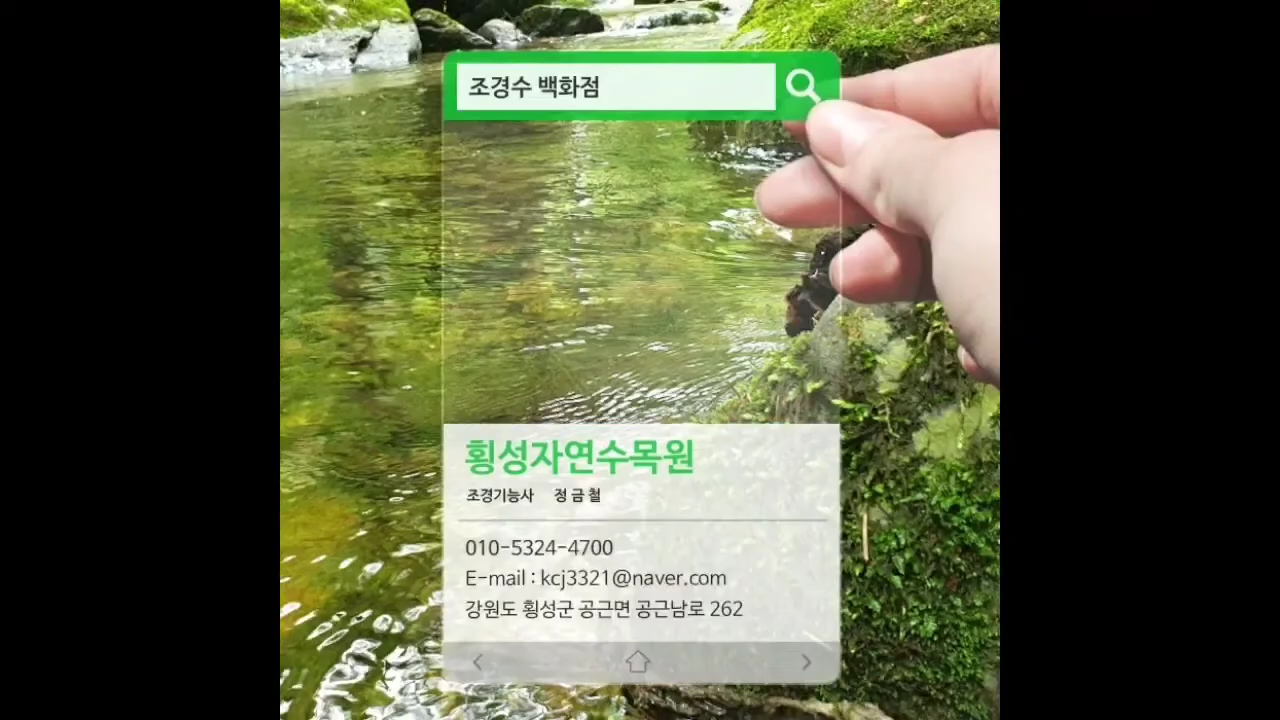 조경수 백화점
횡성자연수목원
조경기능사 정금철
010-5324-4700
E-mail : kcj3321@naver.com
강원도 횡성군 공근면 공근남로 262